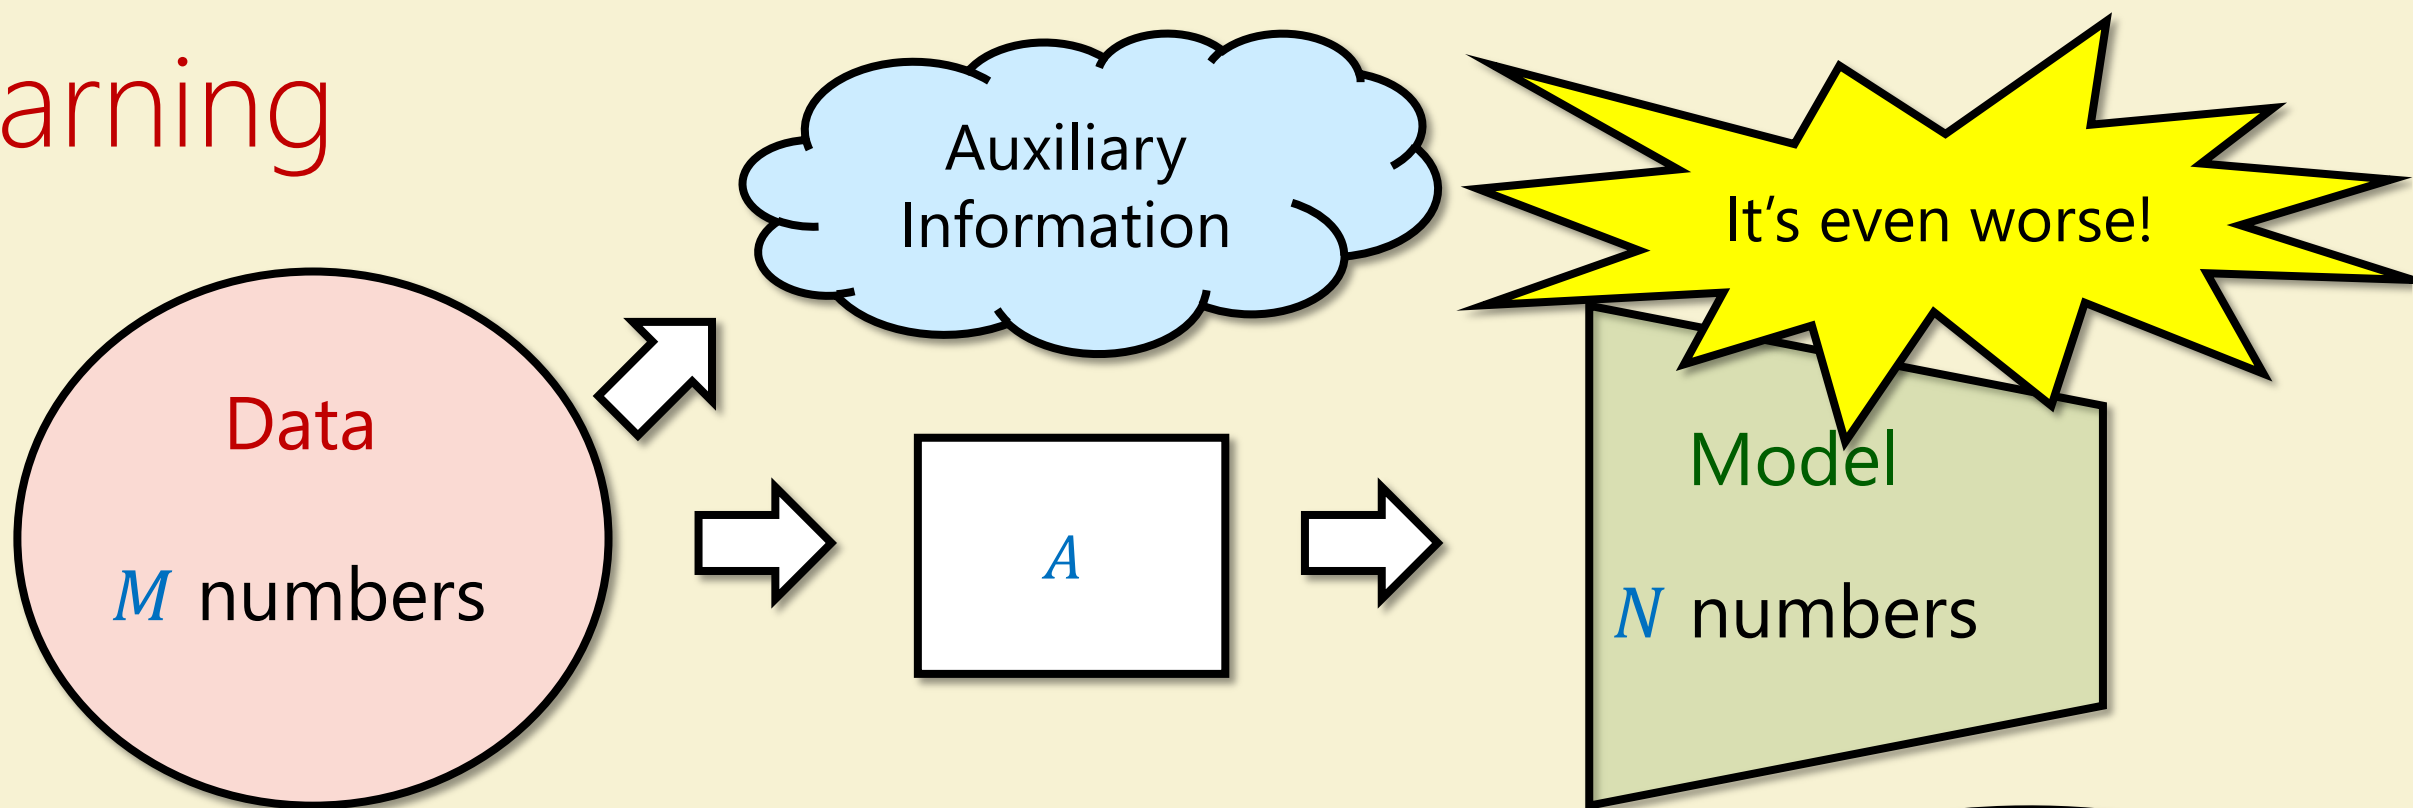 arning
Auxiliary
Information
It's even worse!
Data
M numbers
A
Model
N numbers